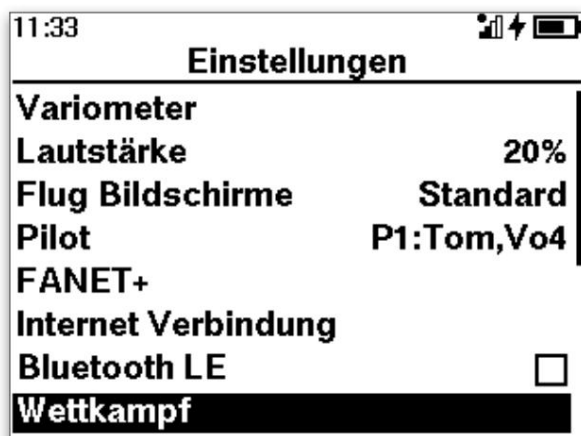 11:33
Einstellungen
Variometer
Lautstärke 20%
Flug Bildschirme Standard
Pilot P1:Tom,Vo4
FANET+
Internet Verbindung
Bluetooth LE
Wettkampf